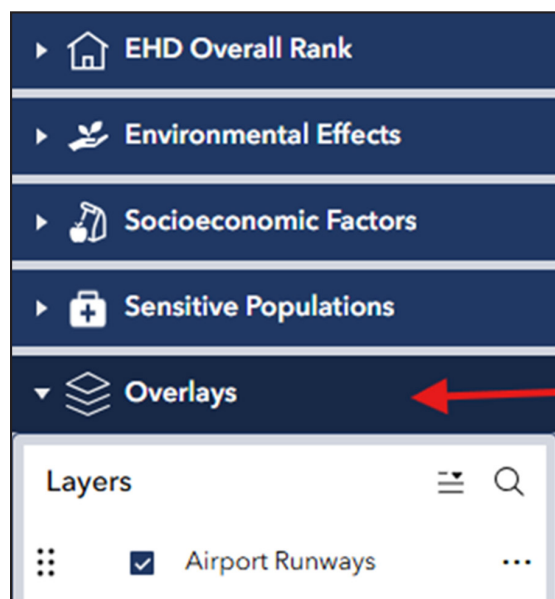 EHD Overall Rank
Environmental Effects
Socioeconomic Factors
Sensitive Populations
Overlays
Layers
Airport Runways